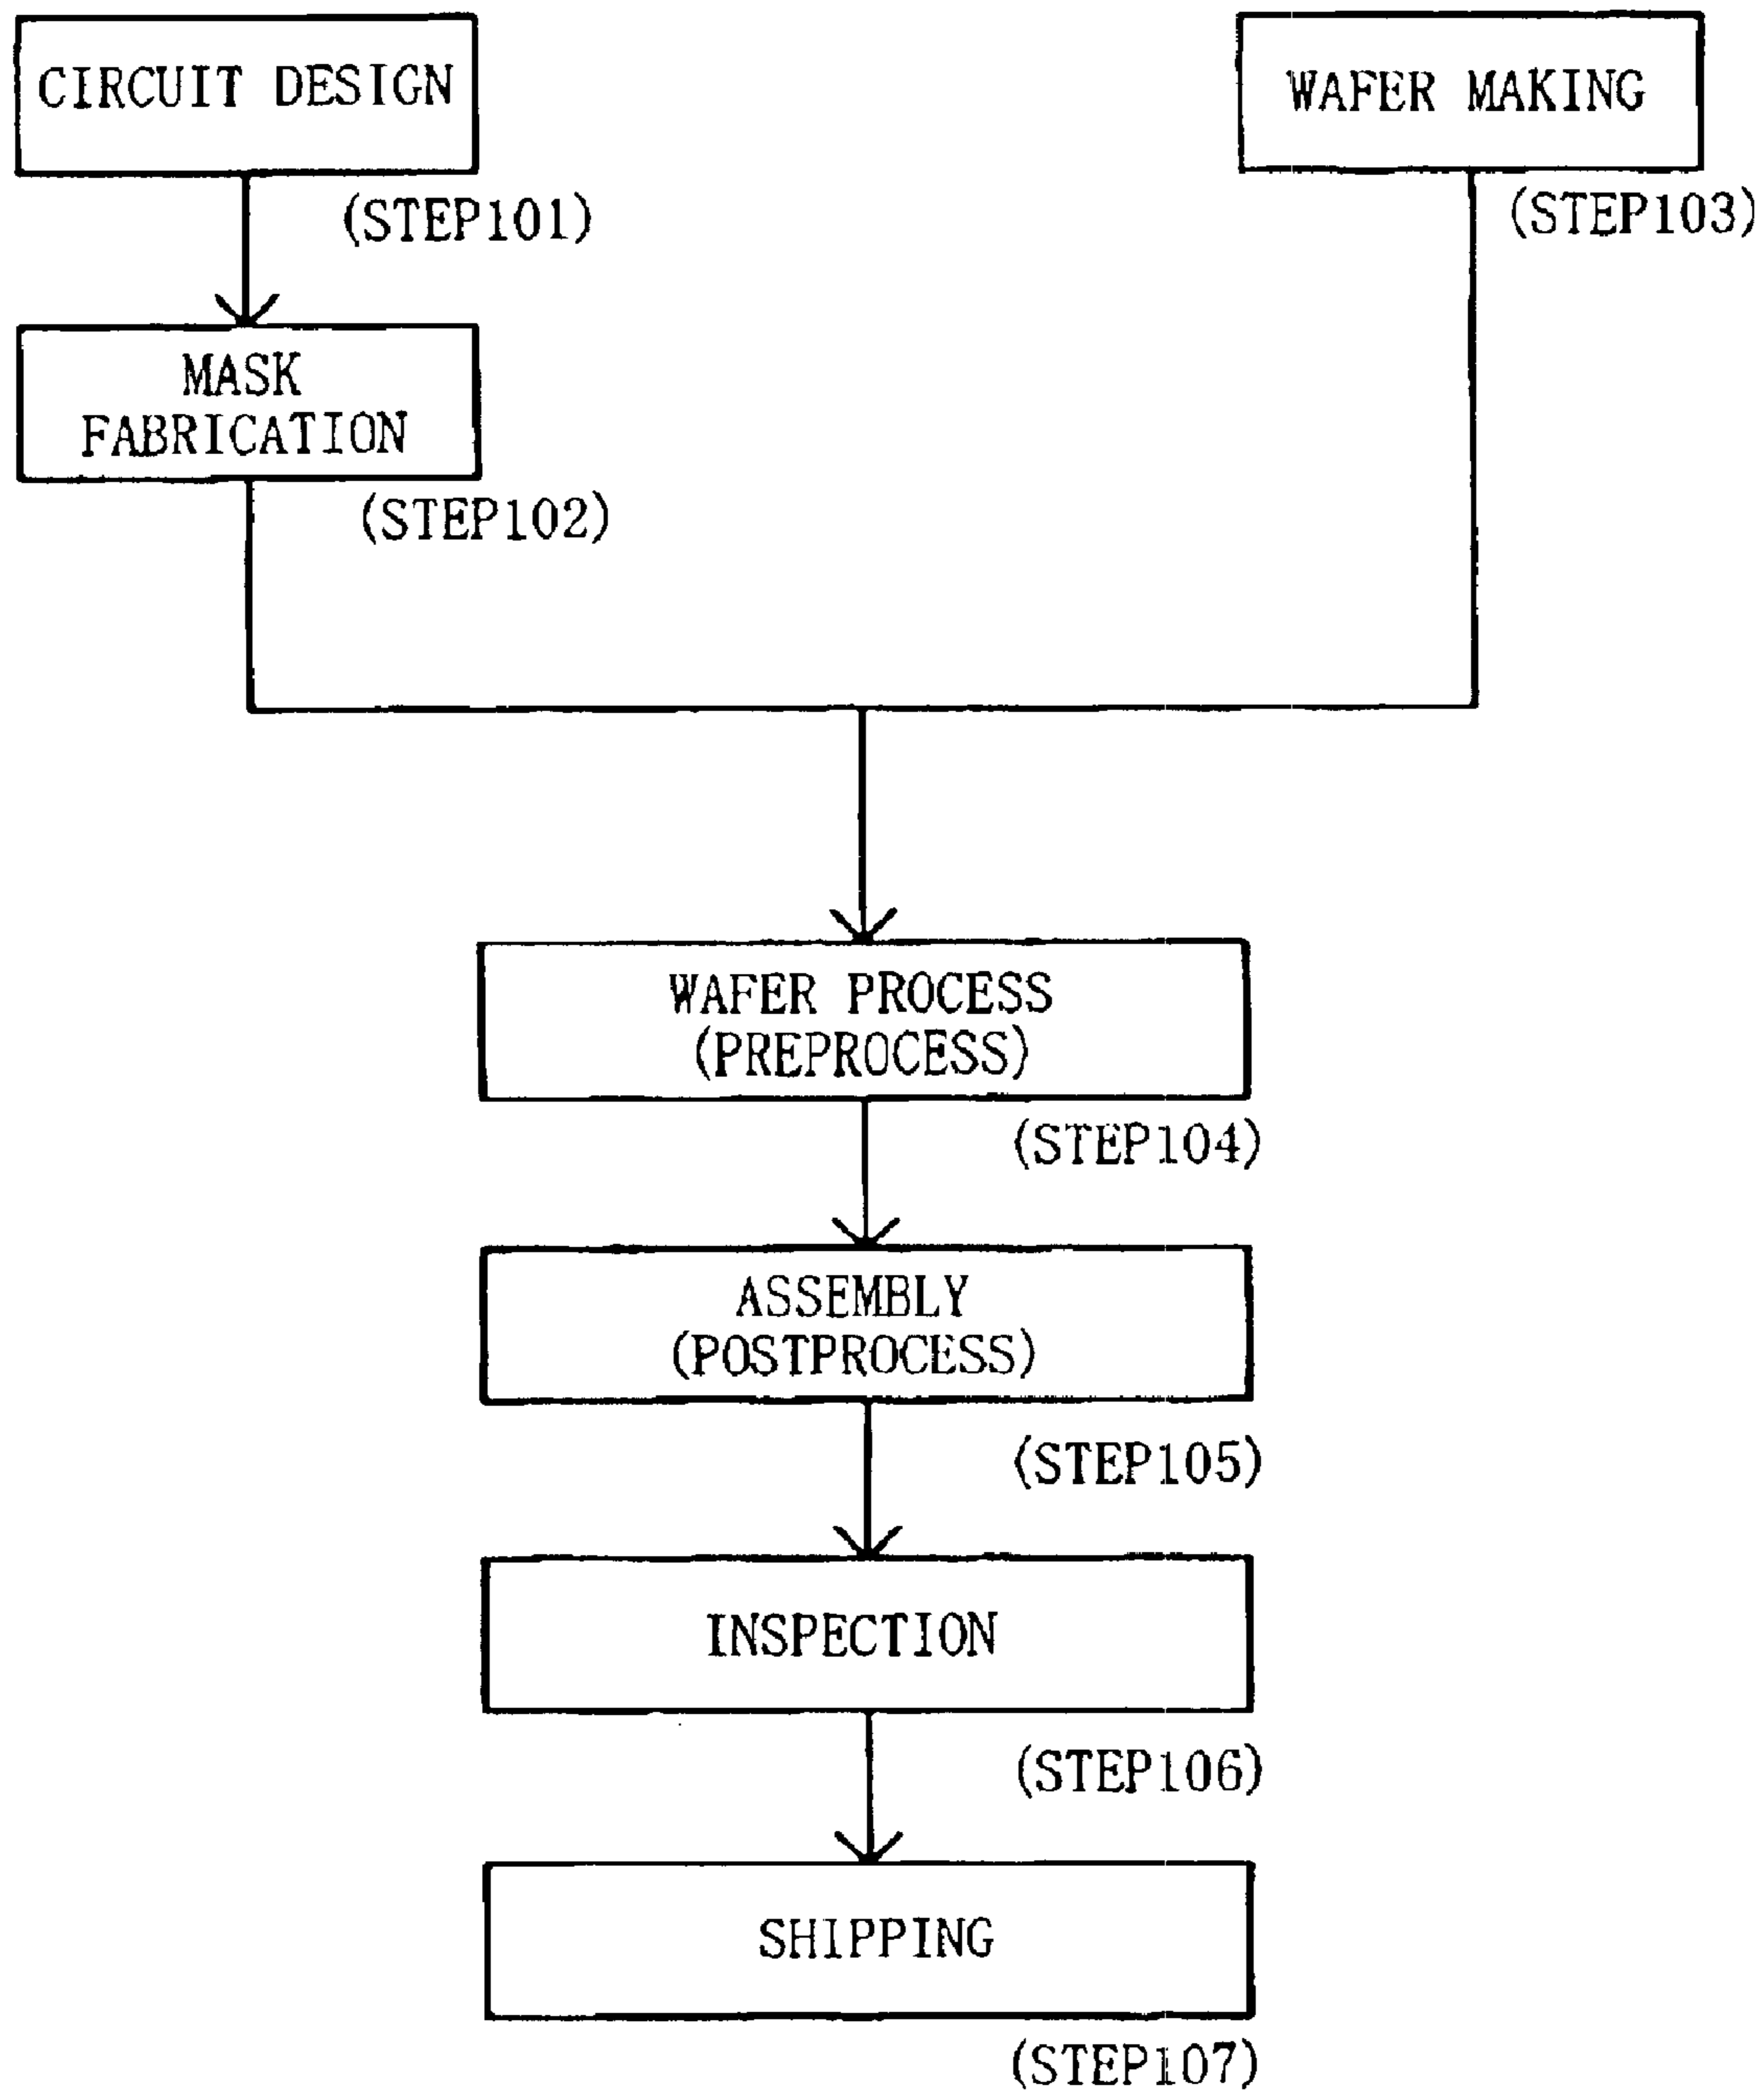 CIRCUIT DESIGN
(STEP101)
WAFER MAKING
(STEP103)
MASK
FABRICATION
(STEP102)
WAFER PROCESS
(PREPROCESS)
(STEP104)
ASSEMBLY
(POSTPROCESS)
(STEP105)
INSPECTION
(STEP106)
SHIPPING
(STEP107)